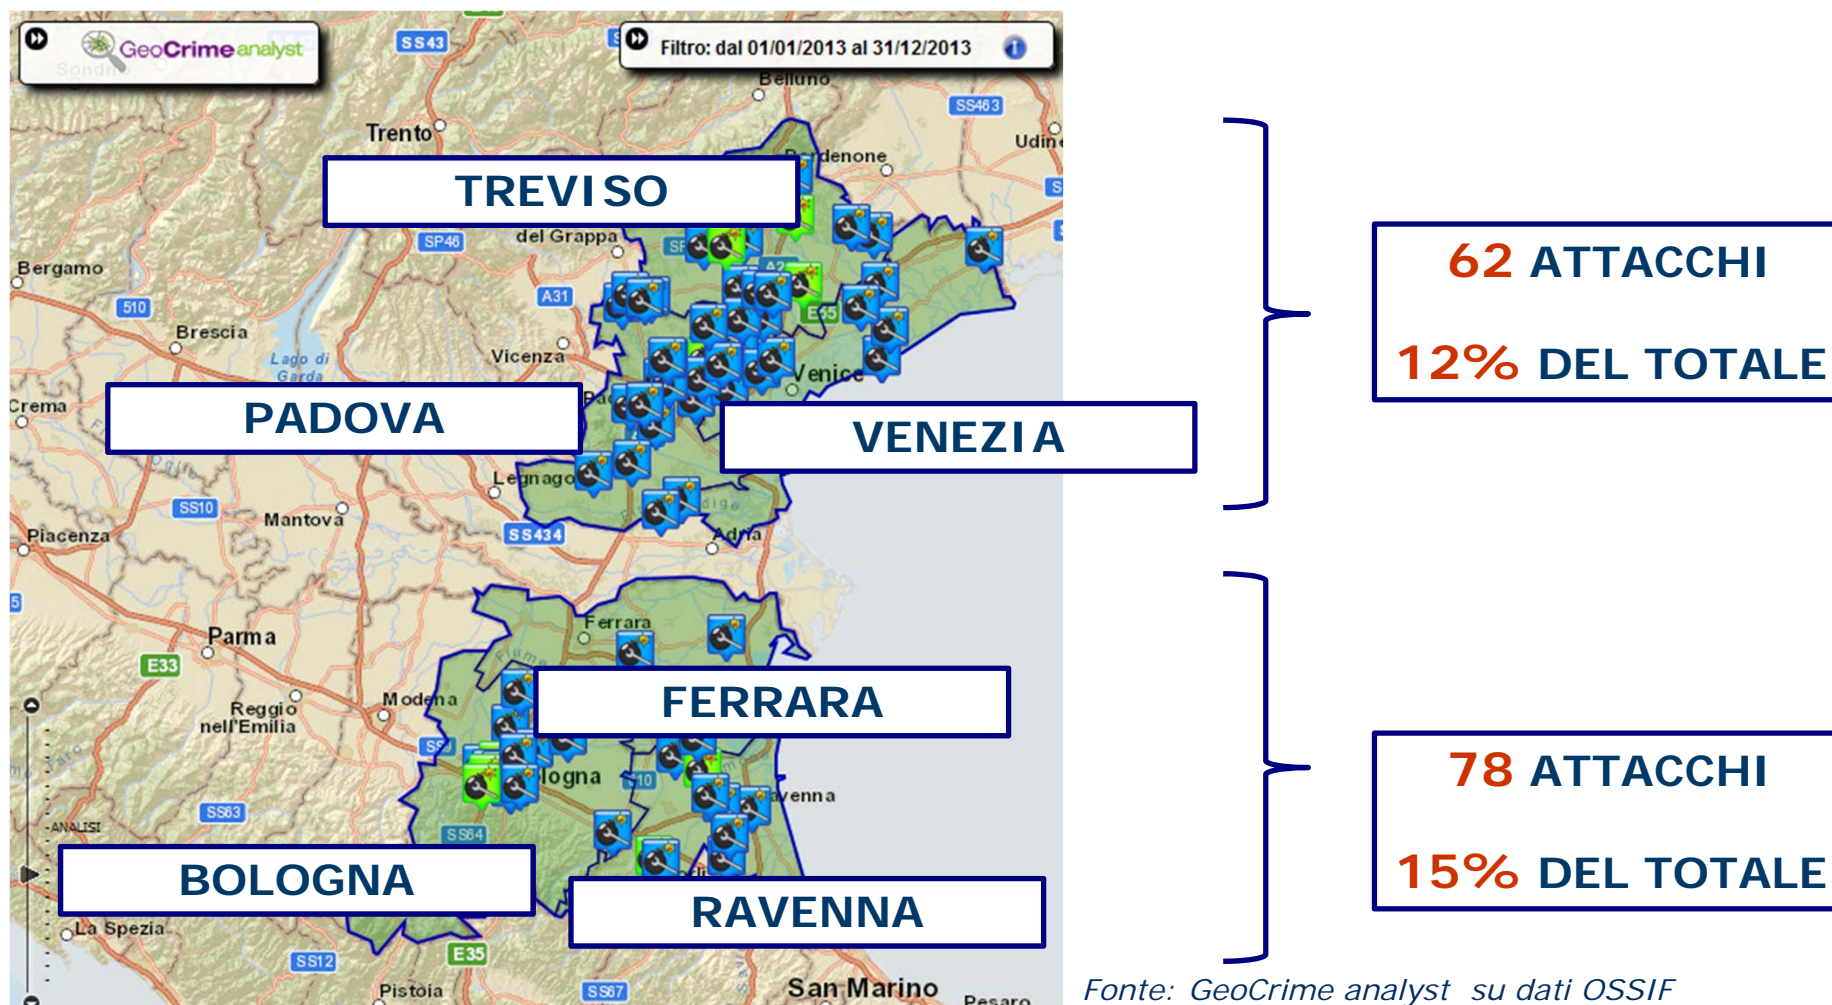 GeoCrime analyst
Filtro: dal 01/01/2013 al 31/12/2013
SS43
Belluno
SS463
Trento
Udine
Pordenone
TREVISO
SP46
del Grappa
Bergamo
A31
510
E55
Brescia
Lago di
Garda
Vicenza
Venice
Crema
PADOVA
VENEZIA
Legnago
SS10
Mantova
SS434
Piacenza
Adria
62 ATTACCHI
12% DEL TOTALE
Ferrara
Parma
E33
Fiume
FERRARA
Modena
Reggio
nell'Emilia
SS9
Bologna
Ravenna
SS63
ANALISI
SS64
BOLOGNA
RAVENNA
La Spezia
E35
SS12
Pistoia
SS67
San Marino
Pesaro
78 ATTACCHI
15% DEL TOTALE
Fonte: GeoCrime analyst su dati OSSIF